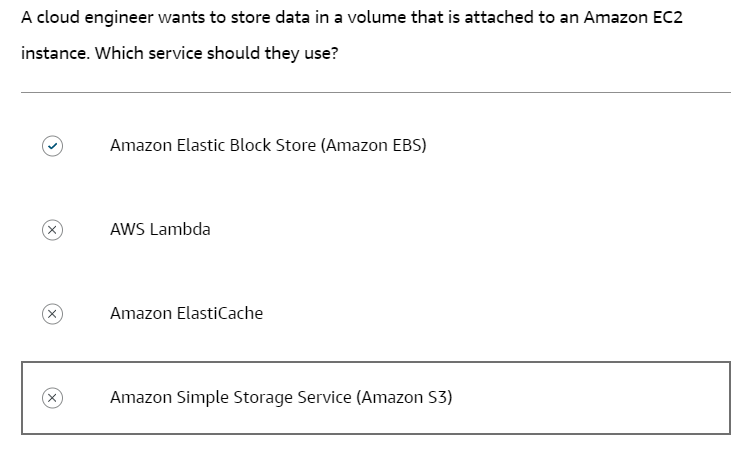 A cloud engineer wants to store data in a volume that is attached to an Amazon EC2
instance. Which service should they use?
Amazon Elastic Block Store (Amazon EBS)
AWS Lambda
Amazon ElastiCache
Amazon Simple Storage Service (Amazon S3)